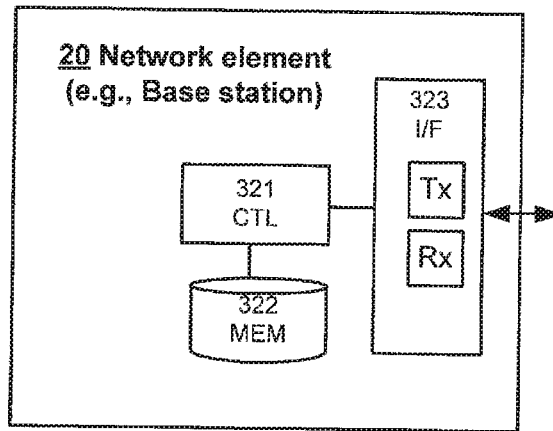 20 Network element
(e.g., Base station)
323
I/F
321
CTL
Tx
Rx
322
MEM